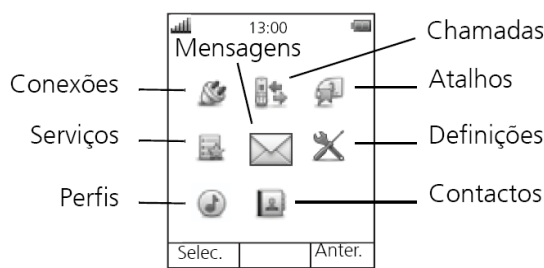 13:00
Mensagens
Chamadas
Conexões
Atalhos
Serviços
Definições
Perfis
Contactos
Selec.
Anter.